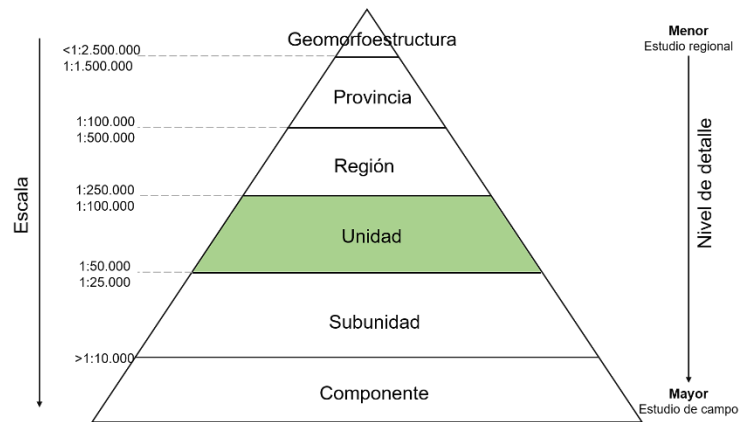 Geomorfoestructura
Menor
Estudio regional
<1:2.500.000
1:1.500.000
Provincia
1:100.000
1:500.000
Región
1:250.000
1:100.000
Unidad
1:50.000
1:25.000
Subunidad
>1:10.000
Componente
Mayor
Estudio de campo
Escala
Nivel de detalle